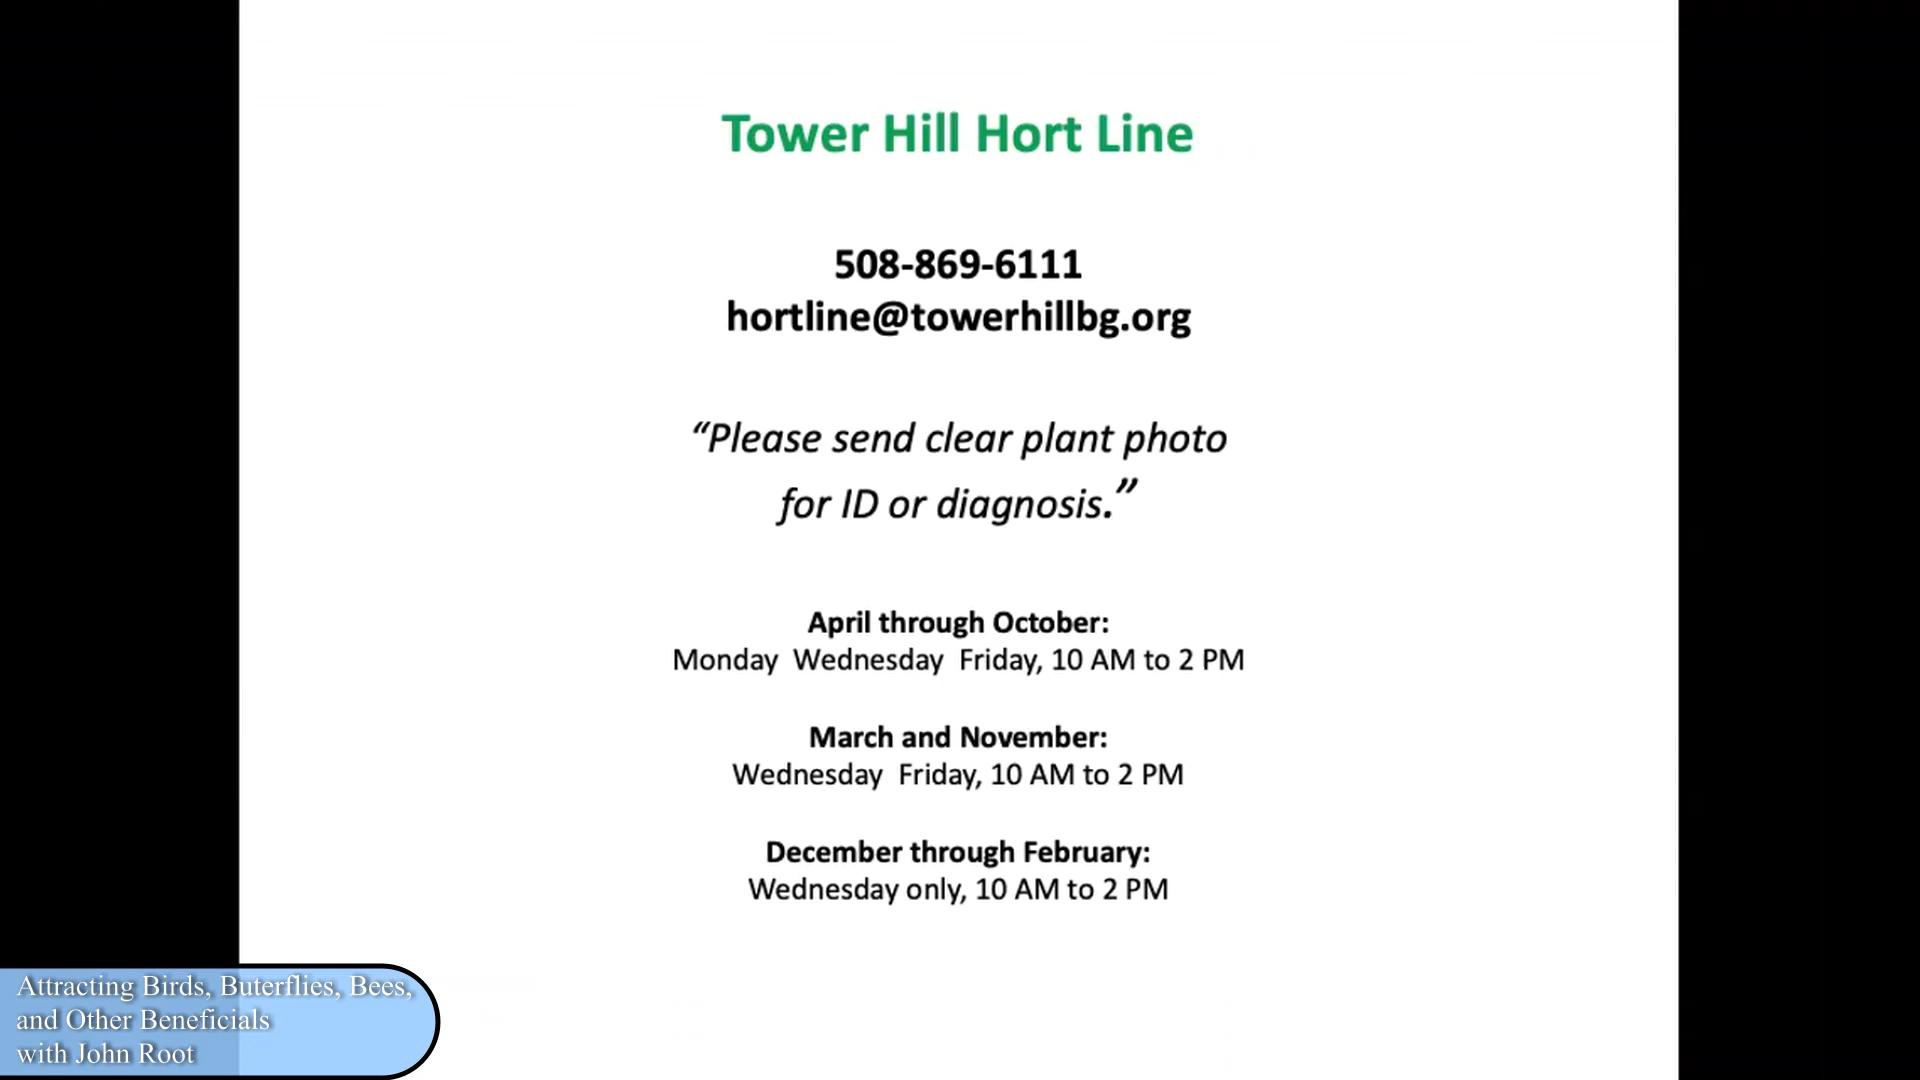 Tower Hill Hort Line
508-869-6111
hortline@towerhillbg.org
“Please send clear plant photo
for ID or diagnosis.”
April through October:
Monday  Wednesday  Friday, 10 AM to 2 PM
March and November:
Wednesday  Friday, 10 AM to 2 PM
December through February:
Wednesday only, 10 AM to 2 PM
Attracting Birds, Buterflies, Bees,
and Other Beneficials
with John Root